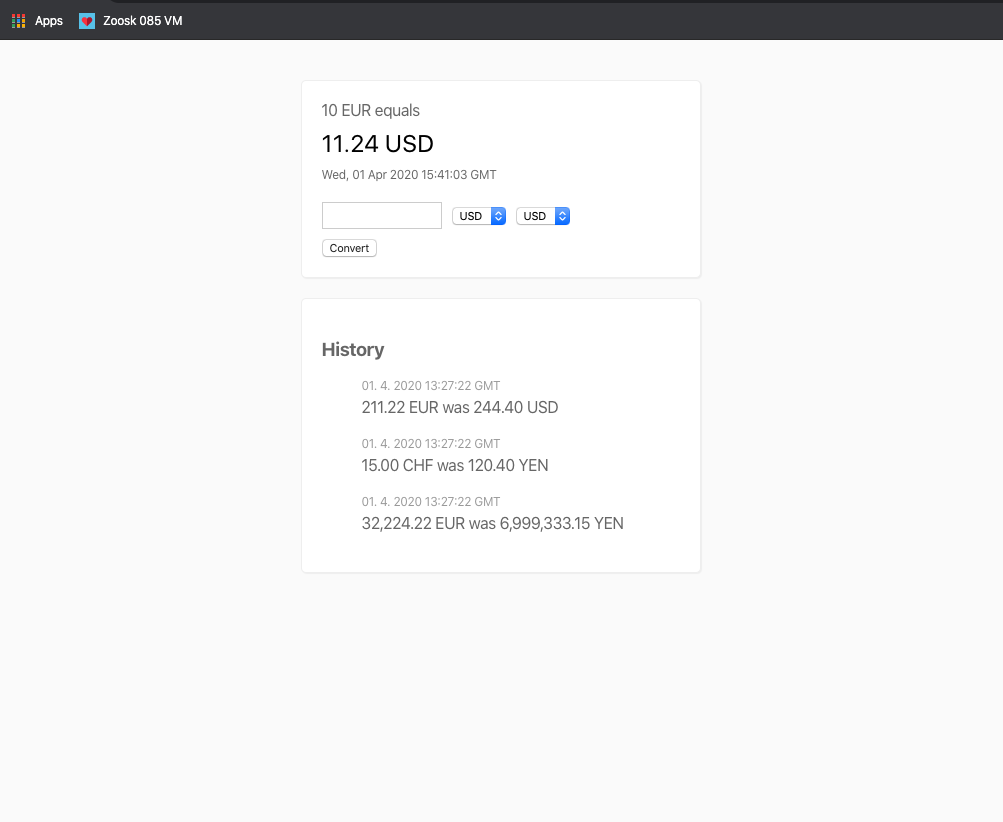 Apps Zoosk 085 VM
10 EUR equals
11.24 USD
Wed, 01 Apr 2020 15:41:03 GMT
USD USD
Convert
History
01. 4. 2020 13:27:22 GMT
211.22 EUR was 244.40 USD
01. 4. 2020 13:27:22 GMT
15.00 CHF was 120.40 YEN
01. 4. 2020 13:27:22 GMT
32,224.22 EUR was 6,999,333.15 YEN